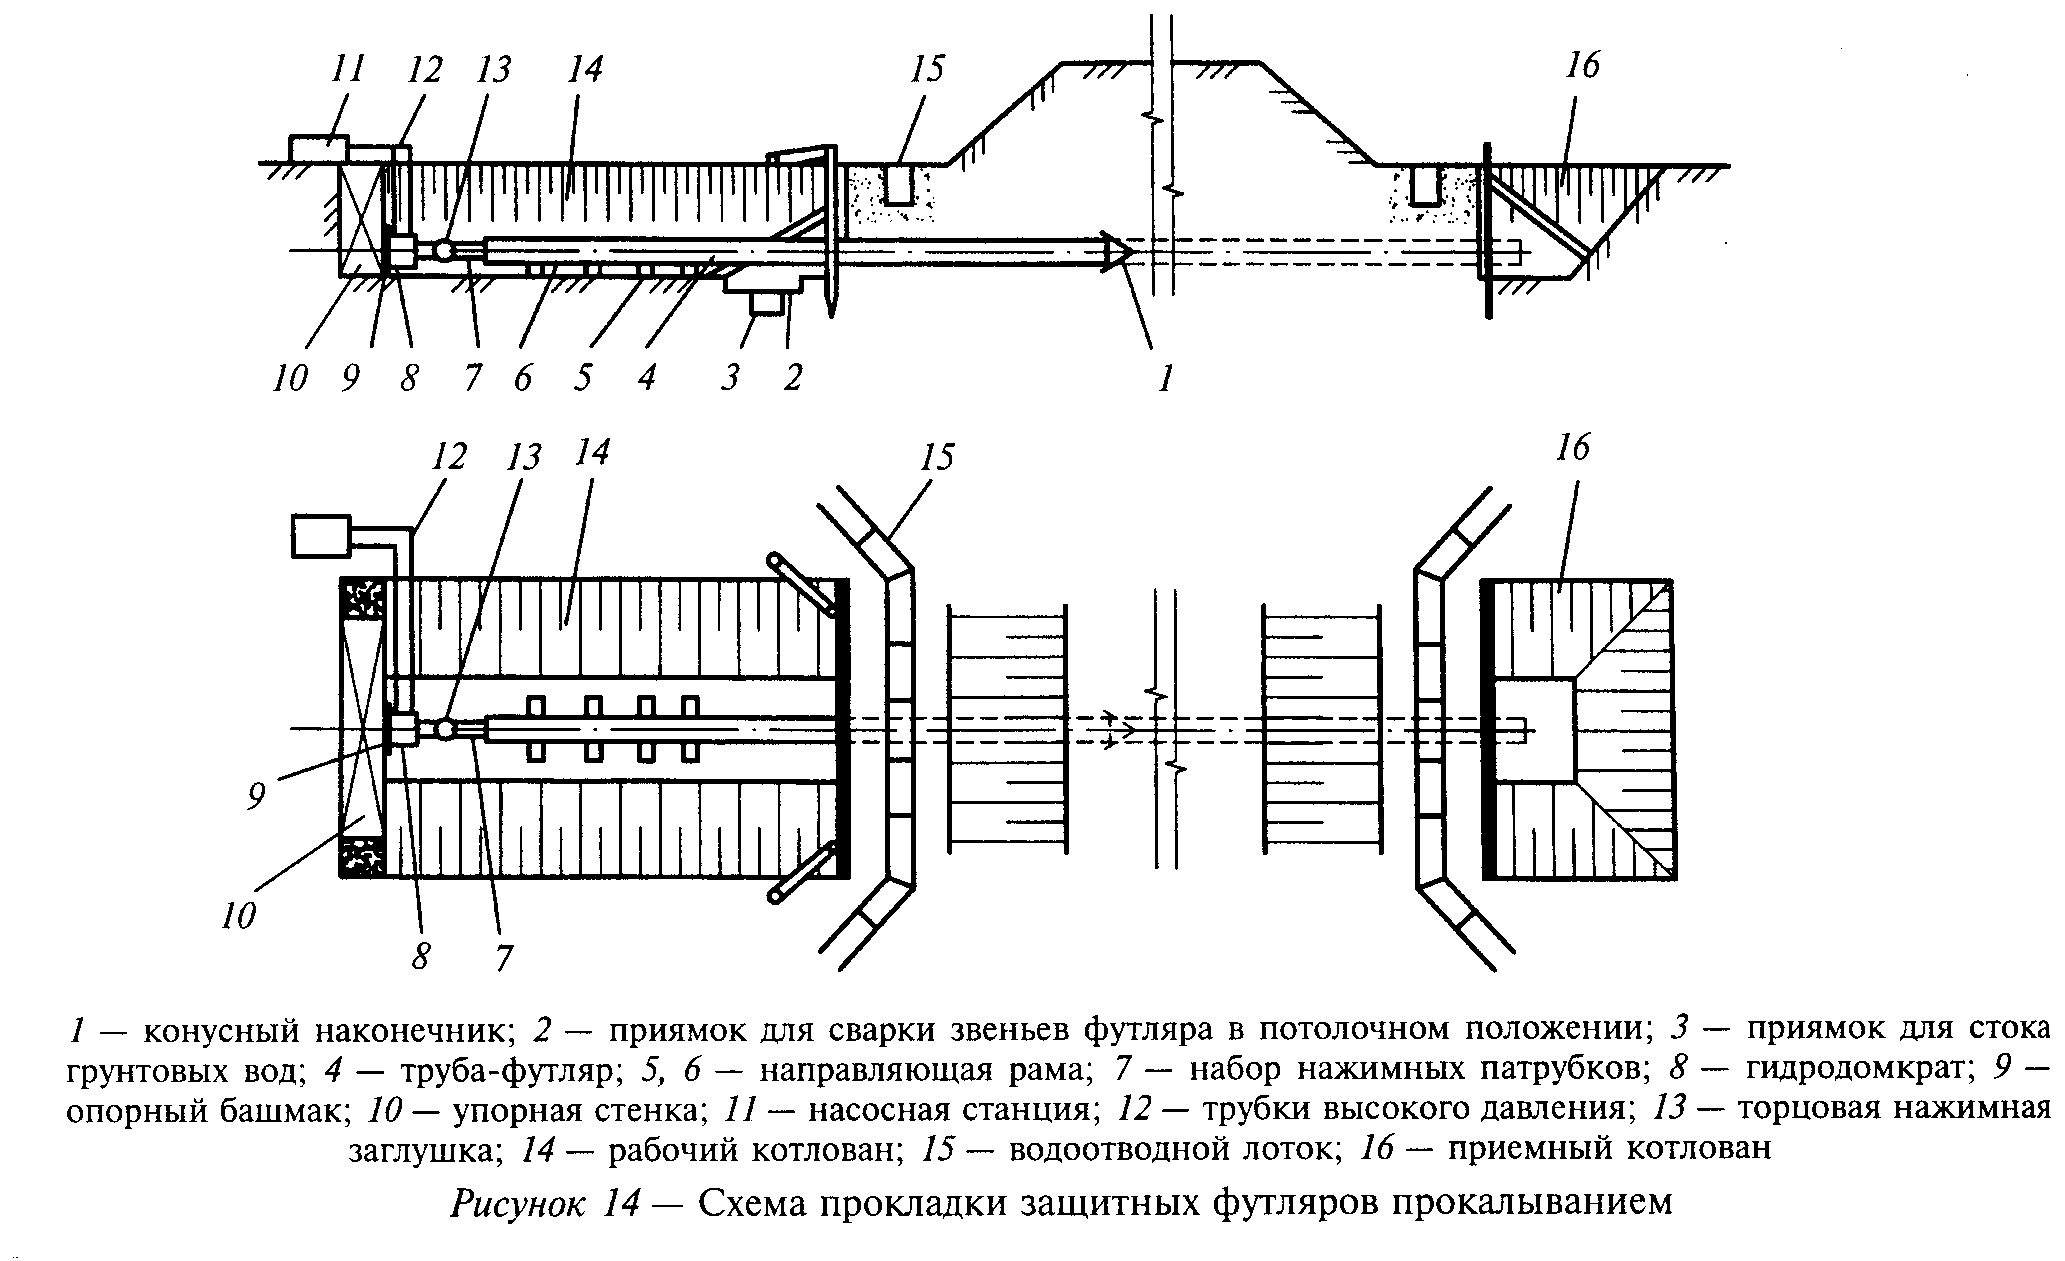 11 12 13 14 15 16
10 9 8 7 6 5 4 3 2 1
12 13 14 15 16
9
10
8 7
1 — конусный наконечник; 2 — приямок для сварки звеньев футляра в потолочном положении; 3 — приямок для стока
грунтовых вод; 4 — труба-футляр; 5, 6 — направляющая рама; 7 — набор нажимных патрубков; 8 — гидродомкрат; 9 —
опорный башмак; 10 — упорная стенка; 11 — насосная станция; 12 — трубки высокого давления; 13 — торцовая нажимная
заглушка; 14 — рабочий котлован; 15 — водоотводной лоток; 16 — приемный котлован
Рисунок 14 — Схема прокладки защитных футляров прокалыванием